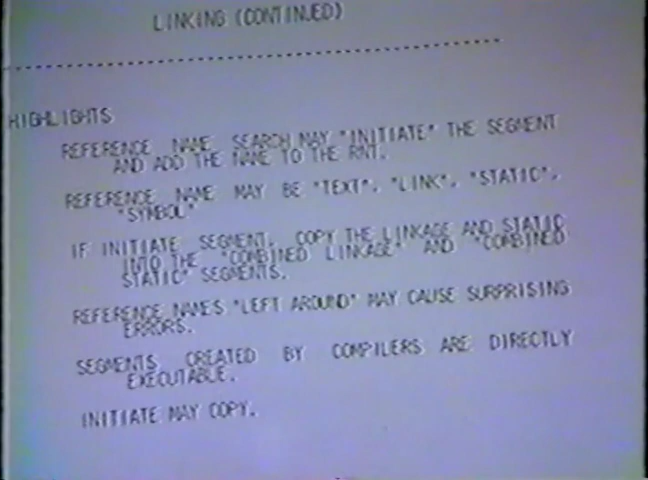 LINKING (CONTINUED)
HIGHLIGHTS
REFERENCE NAME SEARCH MAY "INITIATE" THE SEGMENT
AND ADD THE NAME TO THE RNT.
REFERENCE NAME MAY BE "TEXT", "LINK", "STATIC",
"SYMBOL"
IF INITIATE SEGMENT, COPY THE LINKAGE AND STATIC
INTO THE "COMBINED LINKAGE" AND "COMBINED
STATIC" SEGMENTS.
REFERENCE NAMES "LEFT AROUND" MAY CAUSE SURPRISING
ERRORS.
SEGMENTS CREATED BY COMPILERS ARE DIRECTLY
EXECUTABLE.
INITIATE MAY COPY.